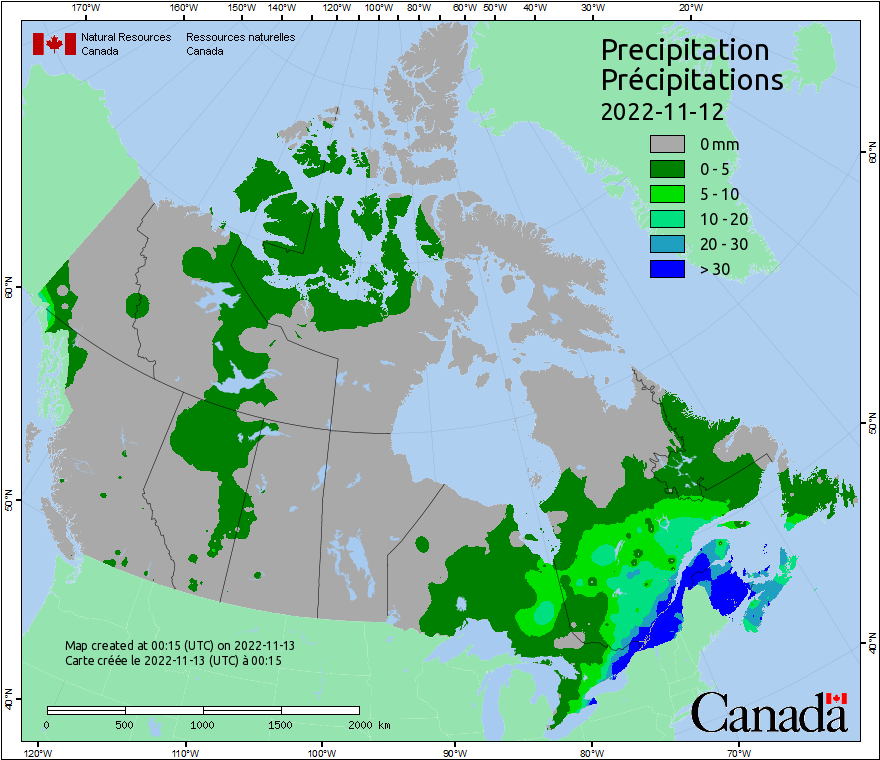 170°W 160°W 150°W 140°W 130°W 120°W 110°W 100°W 90°W 80°W 60°W 50°W 40°W 30°W 20°W
Natural Resources Ressources naturelles
Canada Canada
Precipitation
Précipitations
2022-11-12
0 mm
0 - 5
5 - 10
10 - 20
20 - 30
> 30
60°N 60°N
50°N 50°N
40°N 40°N
Map created at 00:15 (UTC) on 2022-11-13
Carte créée le 2022-11-13 (UTC) à 00:15
0 500 1000 1500 2000 km
Canada
120°W 110°W 100°W 90°W 80°W 70°W